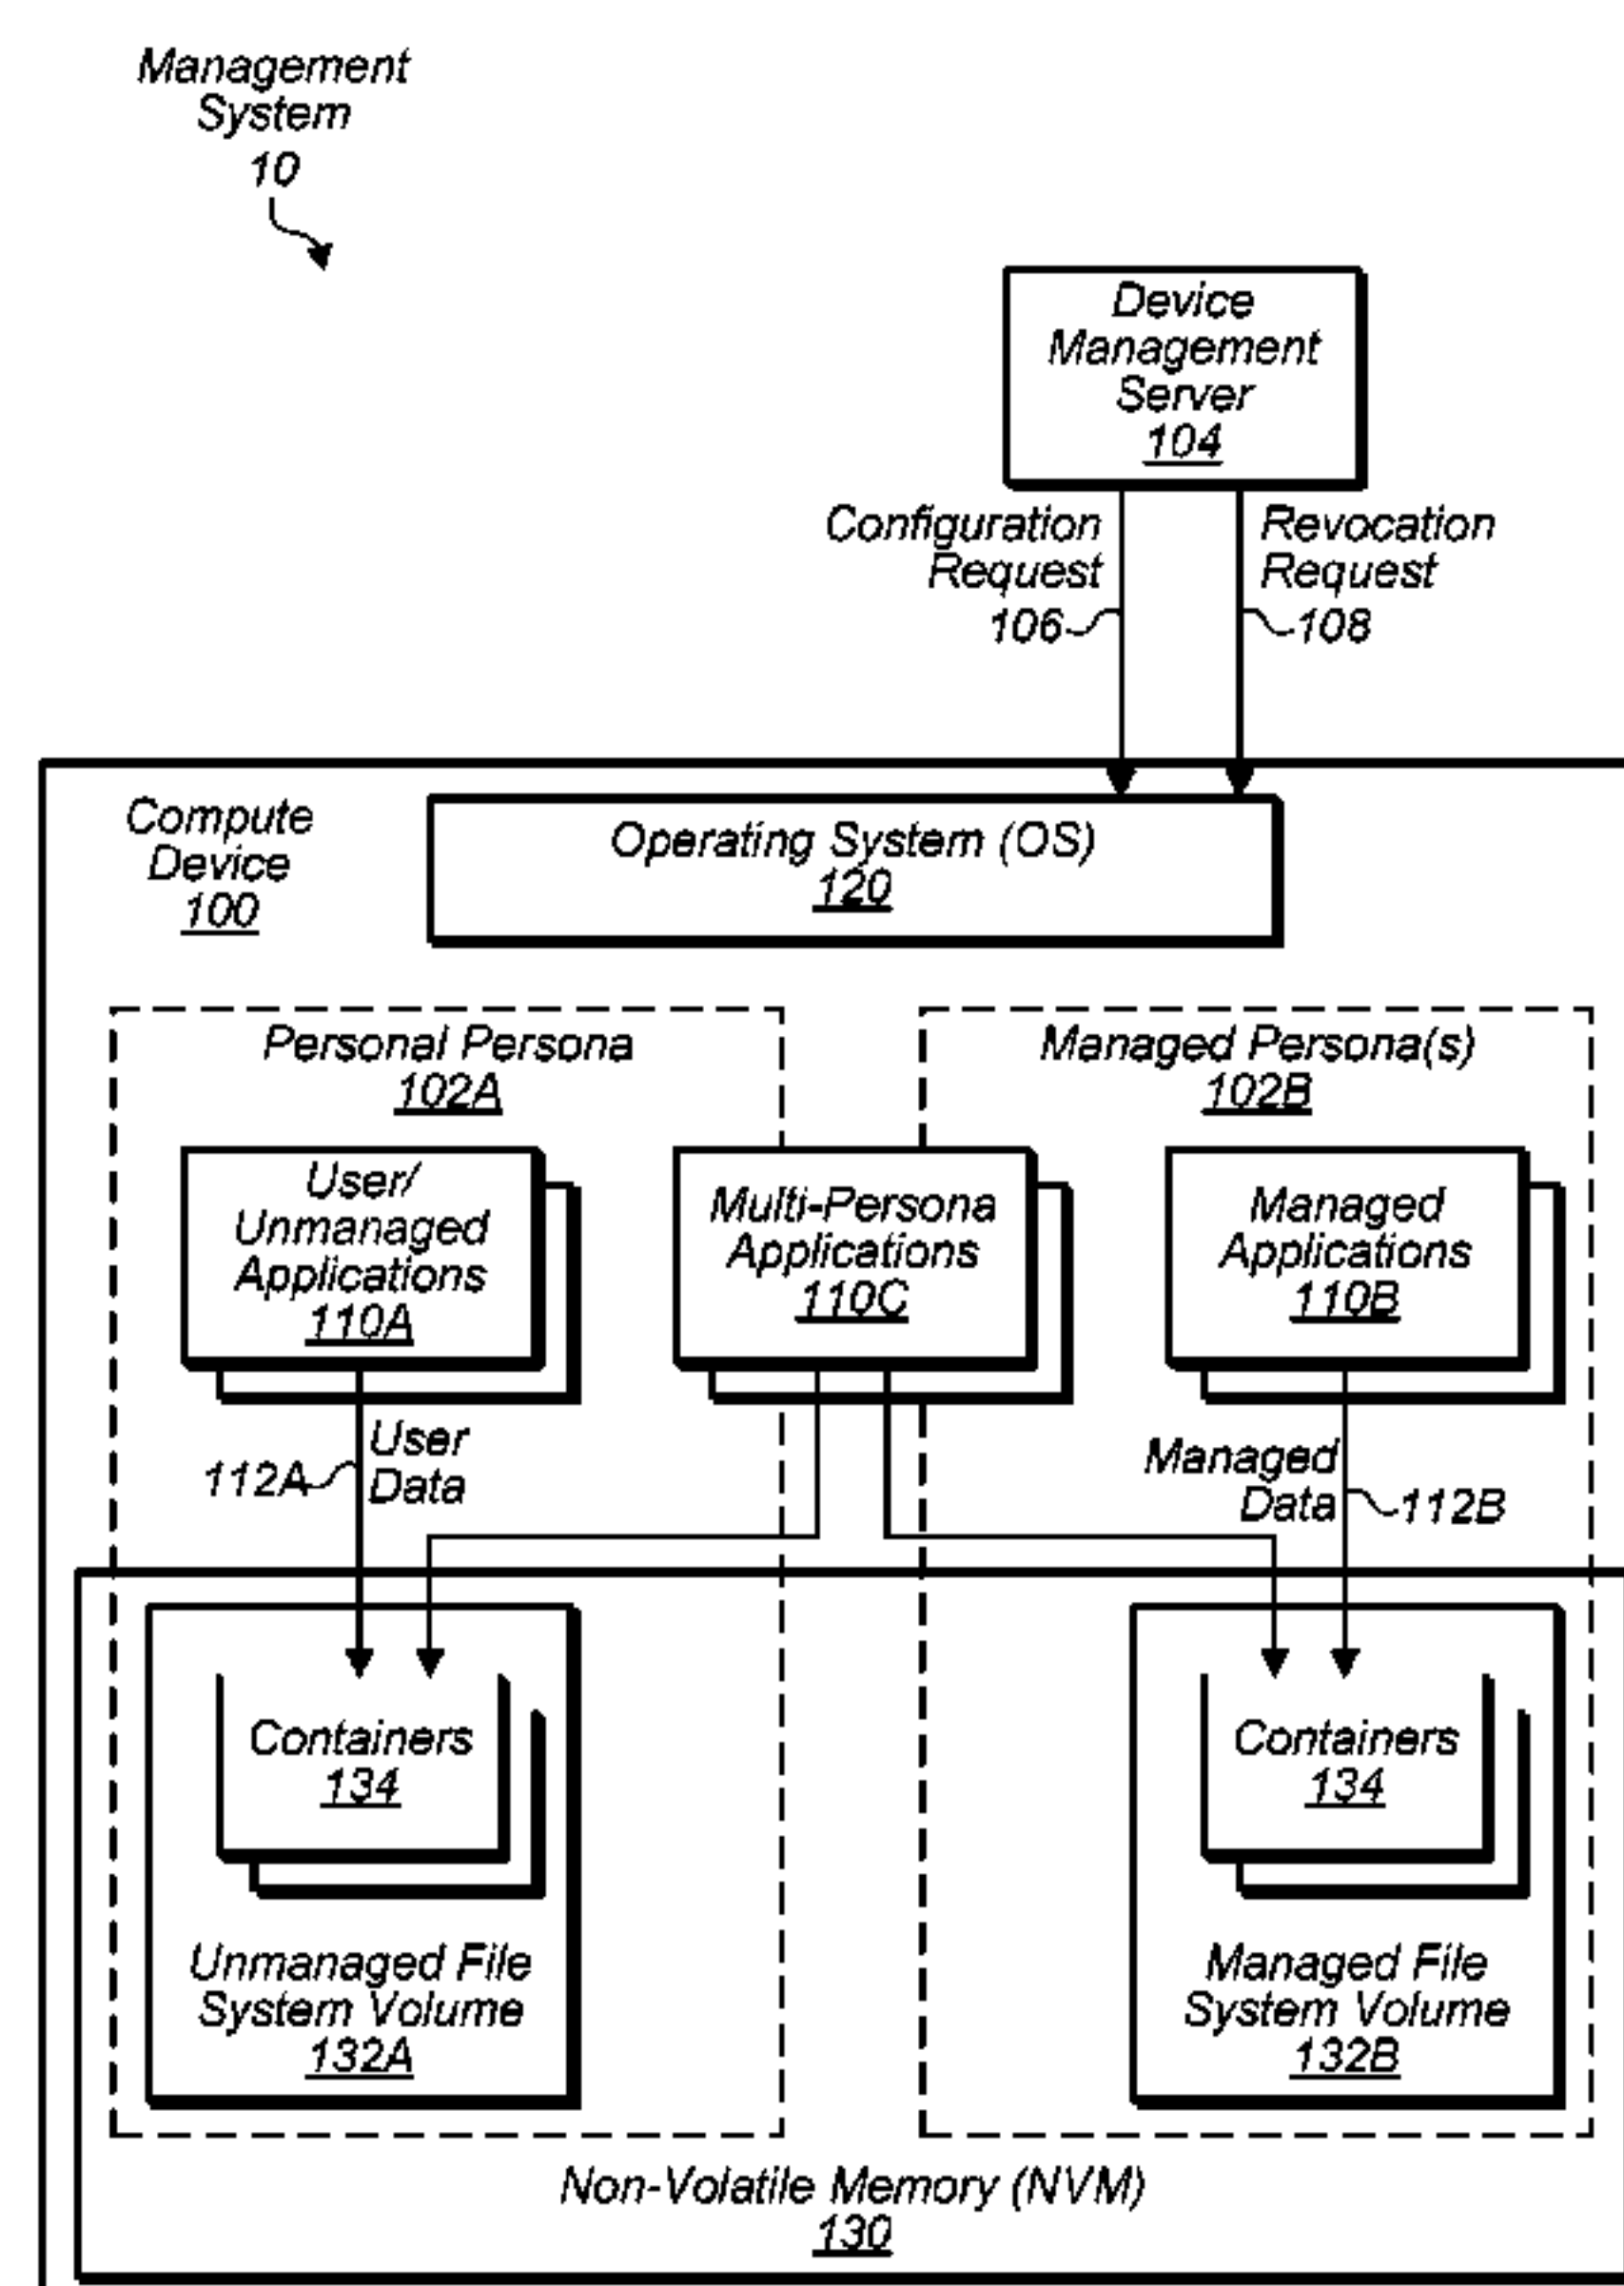 Management
System
10
Device
Management
Server
104
Configuration
Request
106
Revocation
Request
108
Compute
Device
100
Operating System (OS)
120
Personal Persona
102A
Managed Persona(s)
102B
User/
Unmanaged
Applications
110A
Multi-Persona
Applications
110C
Managed
Applications
110B
112A
User
Data
Managed
Data
112B
Containers
134
Containers
134
Unmanaged File
System Volume
132A
Managed File
System Volume
132B
Non-Volatile Memory (NVM)
130